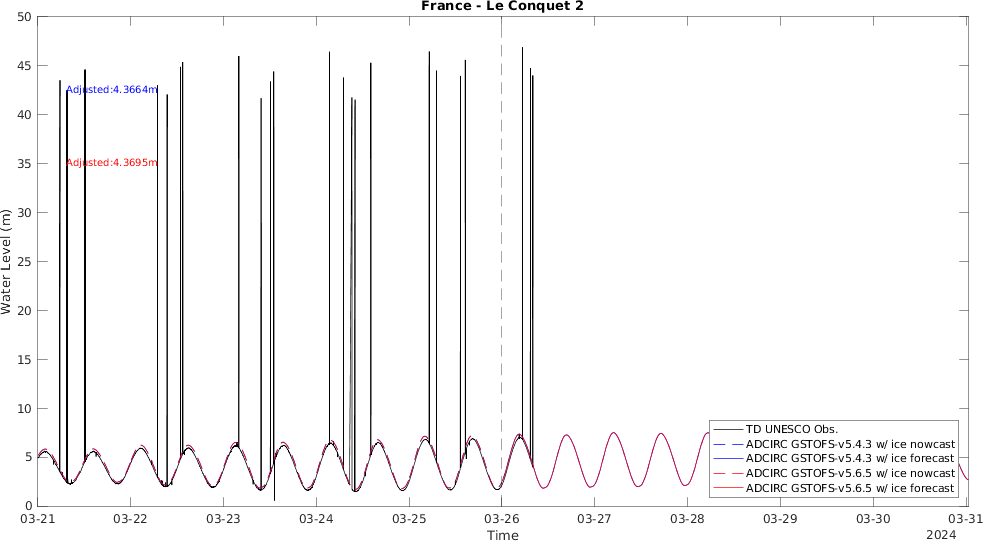 France - Le Conquet 2
50
45
40
35
30
25
20
15
10
5
0
Water Level (m)
Adjusted:4.3664m
Adjusted:4.3695m
TD UNESCO Obs.
ADCIRC GSTOFS-v5.4.3 w/ ice nowcast
ADCIRC GSTOFS-v5.4.3 w/ ice forecast
ADCIRC GSTOFS-v5.6.5 w/ ice nowcast
ADCIRC GSTOFS-v5.6.5 w/ ice forecast
03-21 03-22 03-23 03-24 03-25 03-26 03-27 03-28 03-29 03-30 03-31
Time
2024